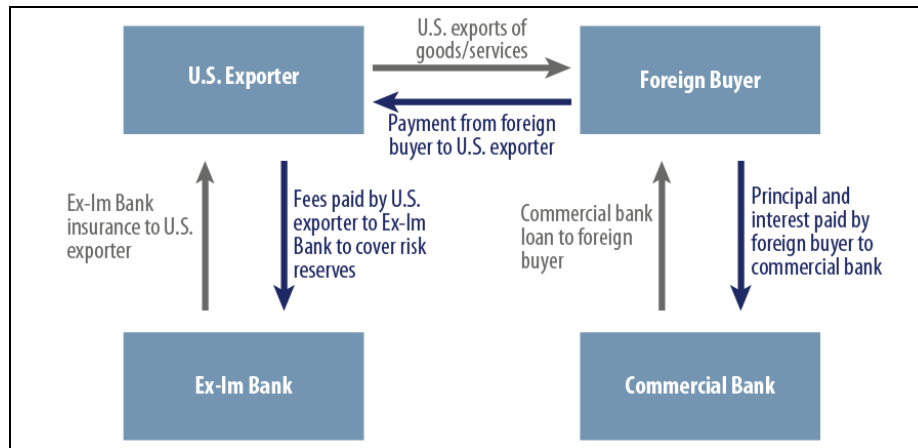 U.S. exports of
goods/services
U.S. Exporter
Foreign Buyer
Payment from foreign
buyer to U.S. exporter
Ex-Im Bank
insurance to U.S.
exporter
Fees paid by U.S.
exporter to Ex-Im
Bank to cover risk
reserves
Commercial bank
loan to foreign
buyer
Principal and
interest paid by
foreign buyer to
commercial bank
Ex-Im Bank
Commercial Bank